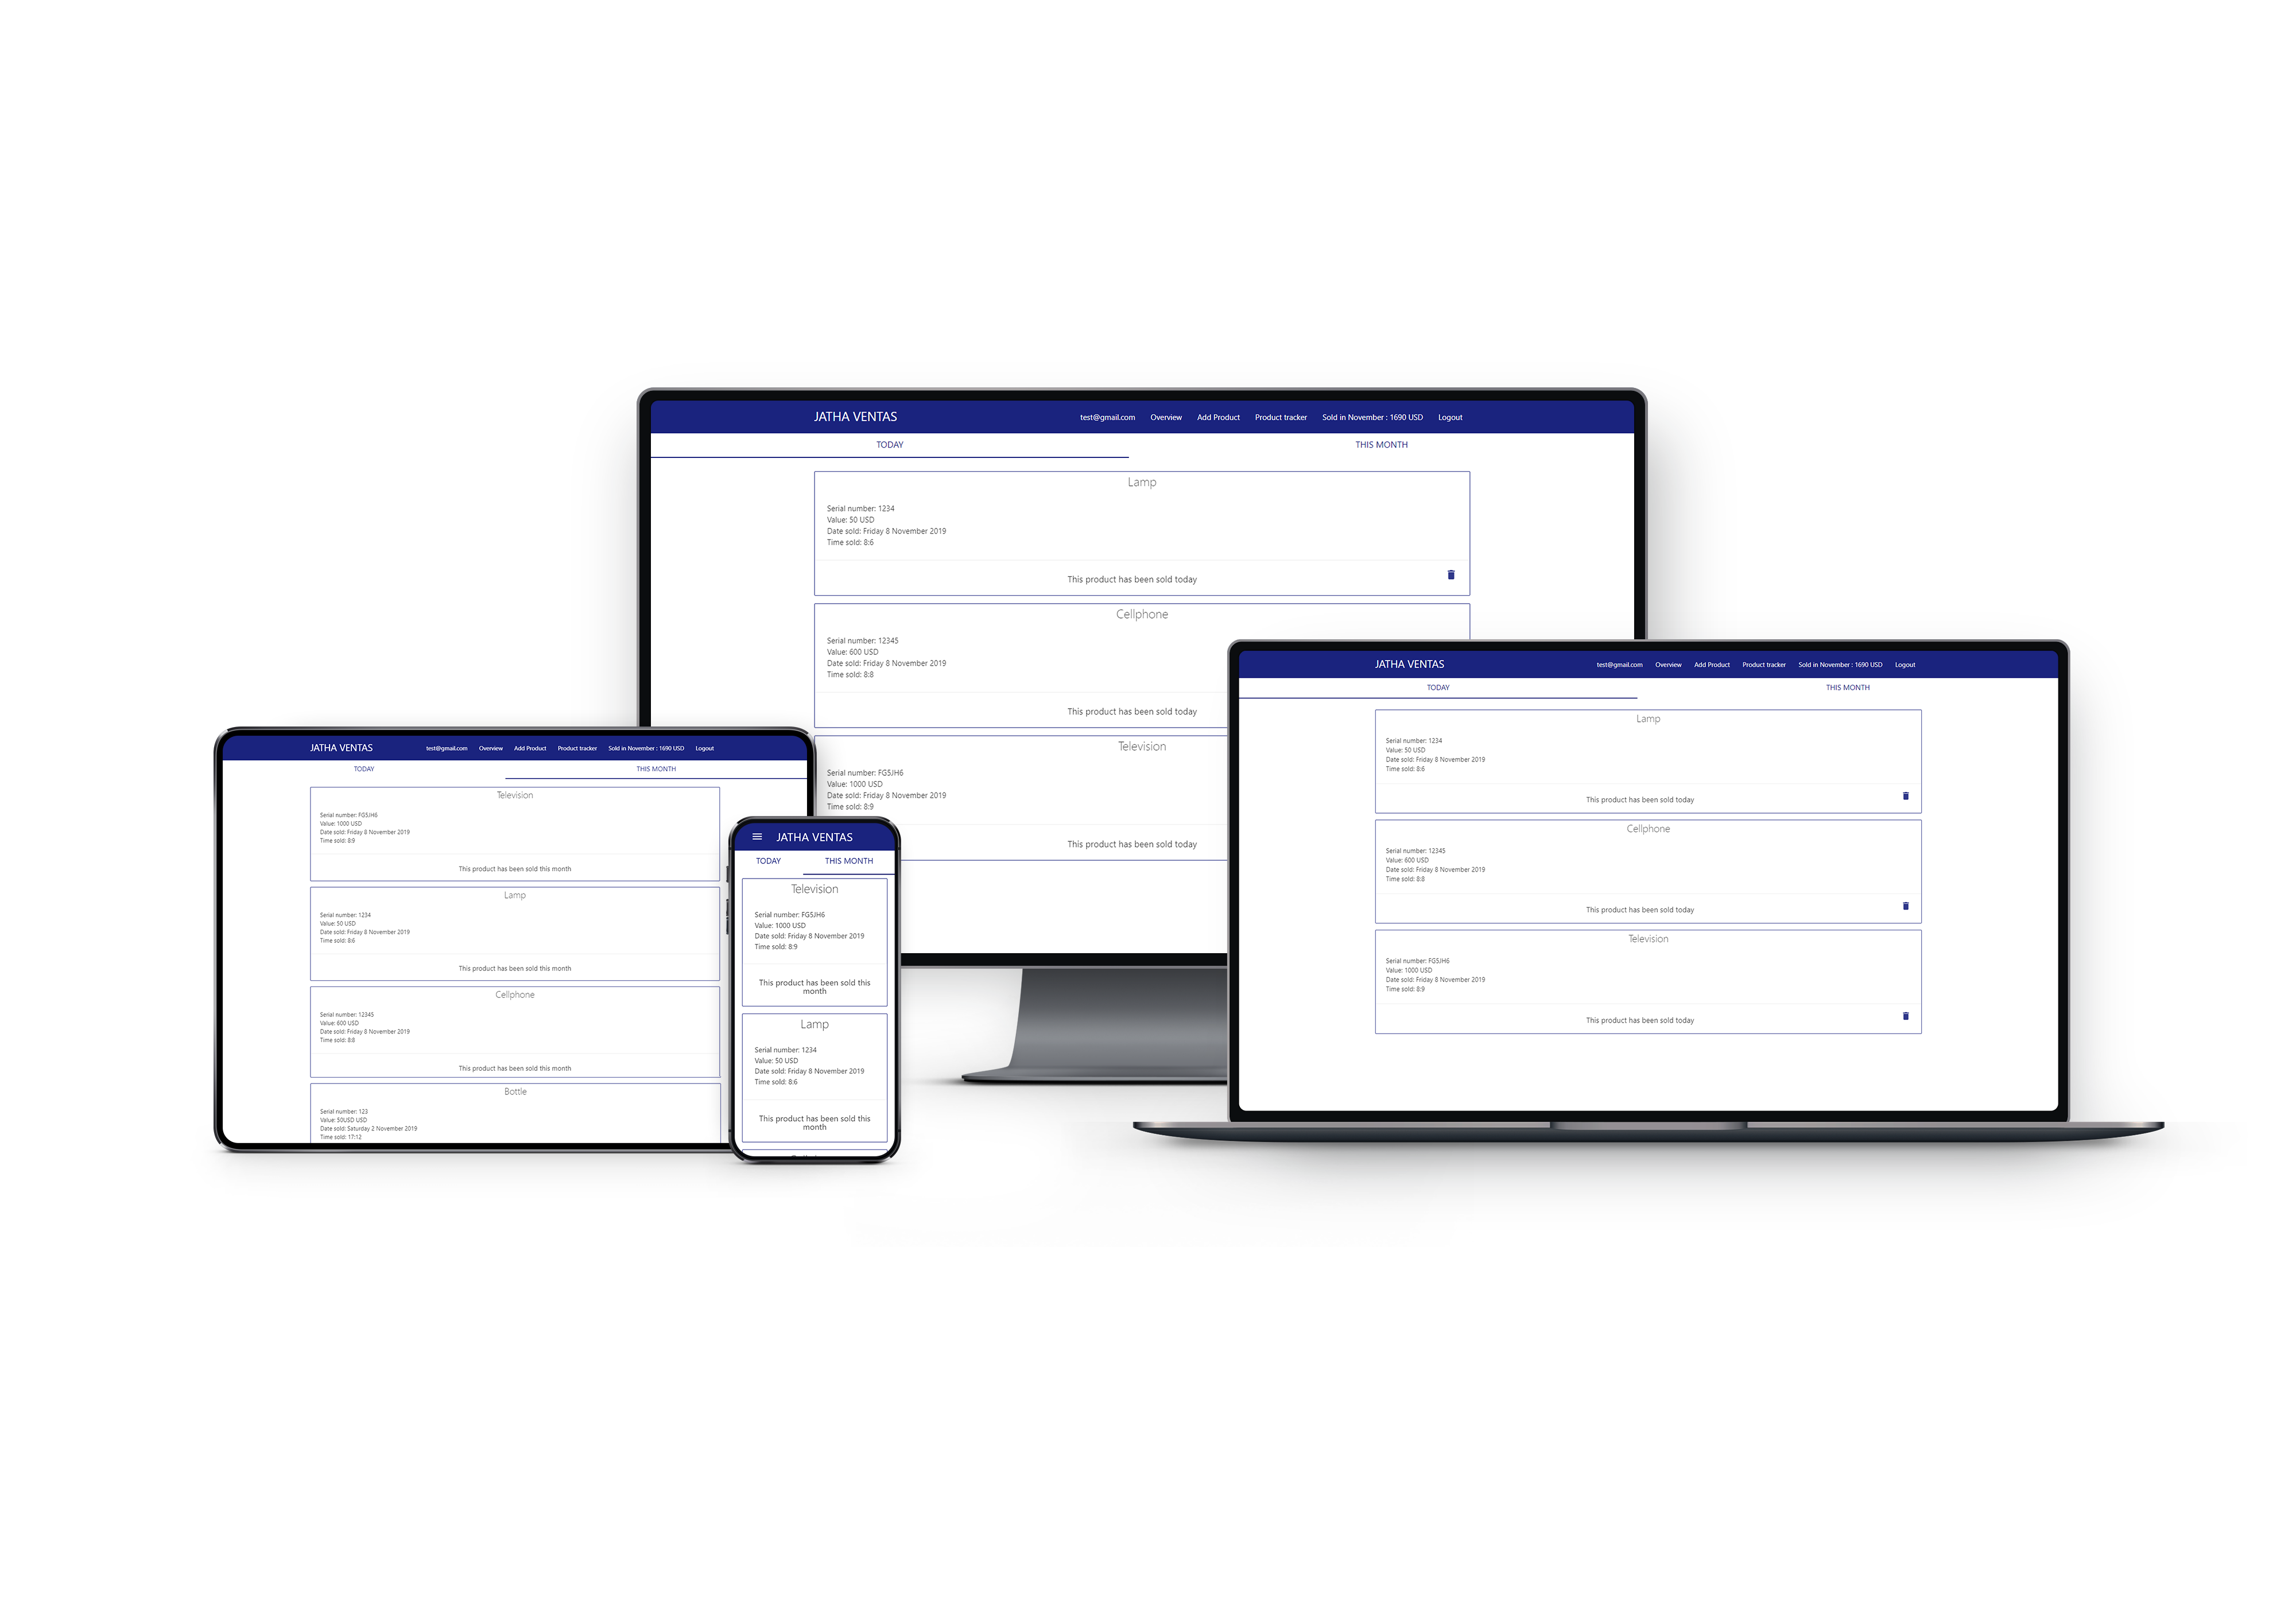 JATHA VENTAS
test@gmail.com Overview Add Product Product tracker Sold in November : 1690 USD Logout
TODAY THIS MONTH
Lamp
Serial number: 1234
Value: 50 USD
Date sold: Friday 8 November 2019
Time sold: 8:6
This product has been sold today
Cellphone
Serial number: 12345
Value: 600 USD
Date sold: Friday 8 November 2019
Time sold: 8:8
This product has been sold today
Television
Serial number: FG5JH6
Value: 1000 USD
Date sold: Friday 8 November 2019
Time sold: 8:9
This product has been sold today
JATHA VENTAS
test@gmail.com Overview Add Product Product tracker Sold in November : 1690 USD Logout
TODAY THIS MONTH
Television
Serial number: FG5JH6
Value: 1000 USD
Date sold: Friday 8 November 2019
Time sold: 8:9
This product has been sold this month
Lamp
Serial number: 1234
Value: 50 USD
Date sold: Friday 8 November 2019
Time sold: 8:6
This product has been sold this month
Cellphone
Serial number: 12345
Value: 600 USD
Date sold: Friday 8 November 2019
Time sold: 8:8
This product has been sold this month
Bottle
Serial number: 123
Value: 50USD USD
Date sold: Saturday 2 November 2019
Time sold: 17:12
JATHA VENTAS
TODAY THIS MONTH
Television
Serial number: FG5JH6
Value: 1000 USD
Date sold: Friday 8 November 2019
Time sold: 8:9
This product has been sold this
month
Lamp
Serial number: 1234
Value: 50 USD
Date sold: Friday 8 November 2019
Time sold: 8:6
This product has been sold this
month
JATHA VENTAS
test@gmail.com Overview Add Product Product tracker Sold in November : 1690 USD Logout
TODAY THIS MONTH
Lamp
Serial number: 1234
Value: 50 USD
Date sold: Friday 8 November 2019
Time sold: 8:6
This product has been sold today
Cellphone
Serial number: 12345
Value: 600 USD
Date sold: Friday 8 November 2019
Time sold: 8:8
This product has been sold today
Television
Serial number: FG5JH6
Value: 1000 USD
Date sold: Friday 8 November 2019
Time sold: 8:9
This product has been sold today